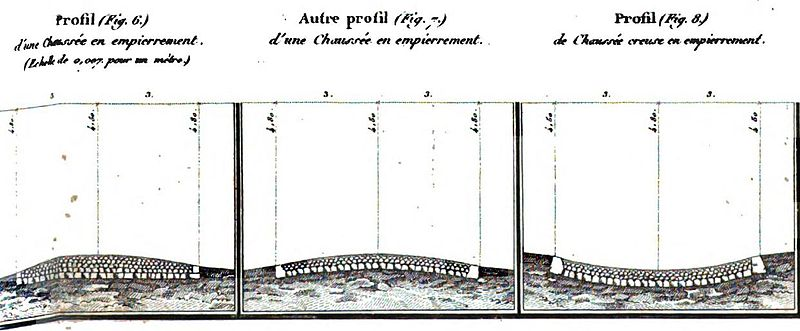 Profil (Fig. 6.)
d'une Chaussée en empierrement.
(Echelle de 0,007. pour un mètre.)
3.
Autre profil (Fig. 7.)
d'une Chaussée en empierrement.
3. 3.
Profil (Fig. 8.)
de Chaussée creuse en empierrement.
3. 3.